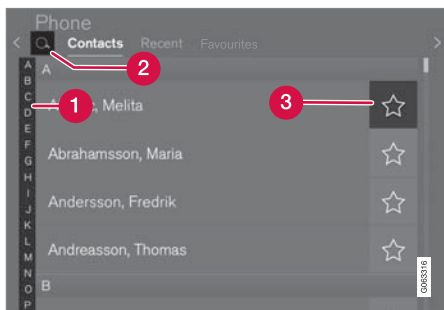 Phone
Contacts Recent Favourites
A
A
B
C
D
E
F
G
H
I
J
K
L
M
N
O
P
1
2
3
Melita
Abrahamsson, Maria
Andersson, Fredrik
Andreasson, Thomas
B
G063316